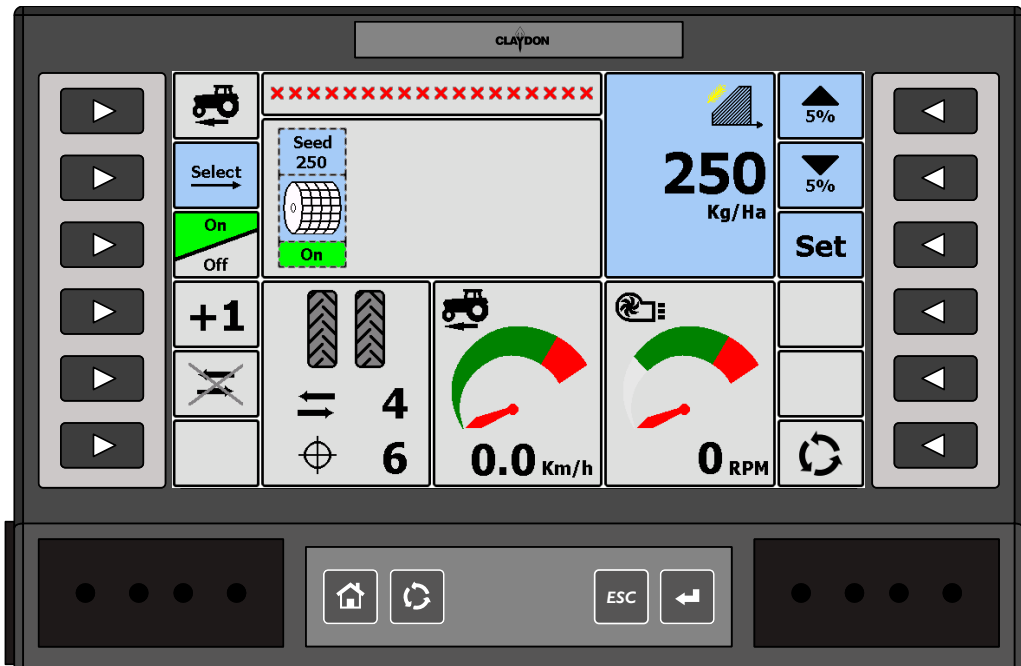 CLAYDON
5%
Seed
250
Select
250
Kg/Ha
5%
On
Off
On
Set
+1
4
6
0.0 Km/h
0 RPM
ESC